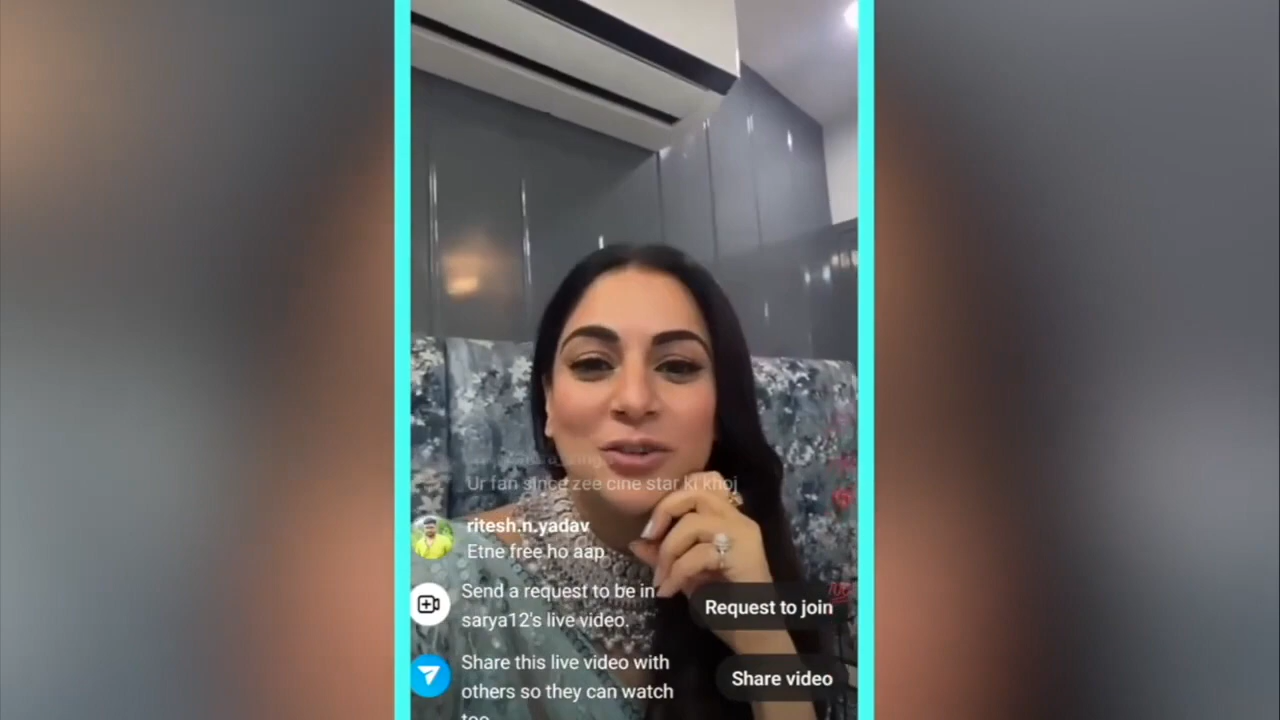 Ur fan since zee cine star ki khoj
ritesh.n.yadav
Etne free ho aap
Send a request to be in
sarya12's live video.
Request to join
Share this live video with
others so they can watch
too.
Share video